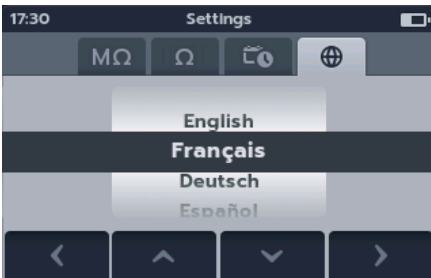 17:30 Settings
MΩ Ω
English
Français
Deutsch
Español